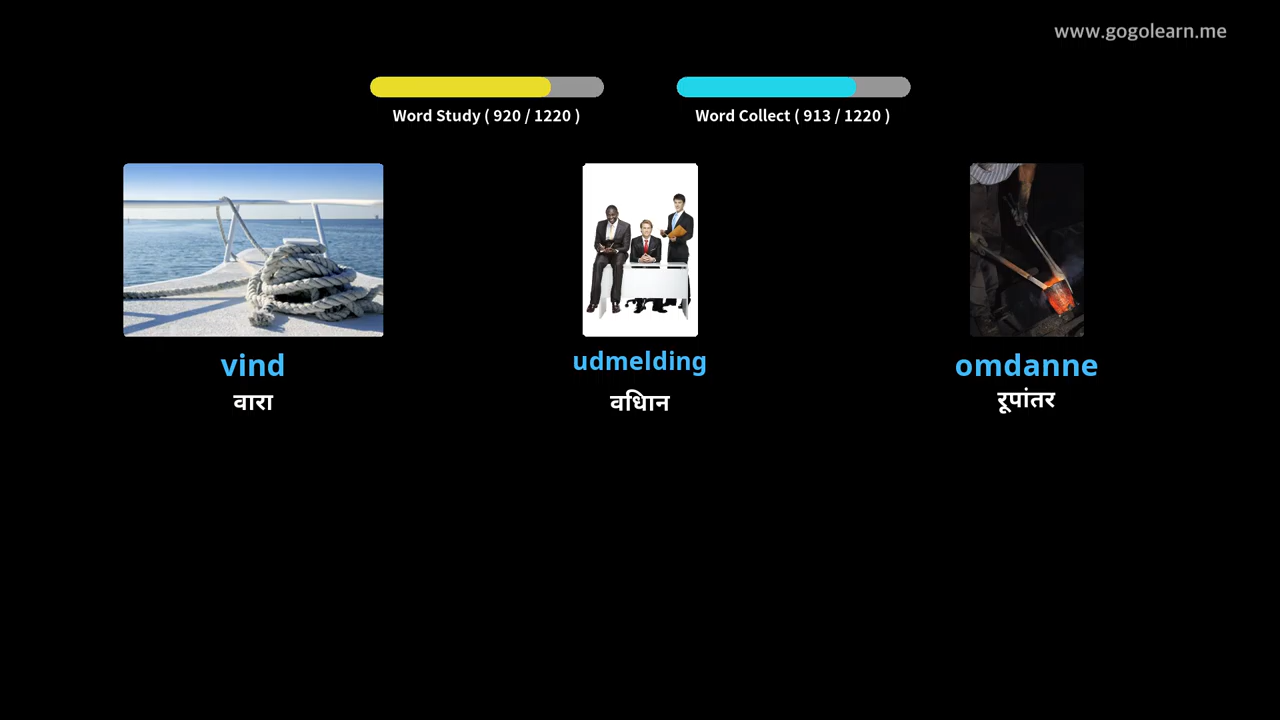 www.gogolearn.me
Word Study ( 920 / 1220 )
Word Collect ( 913 / 1220 )
vind
udmelding
omdanne
वारा
वधिान
रूपांतर